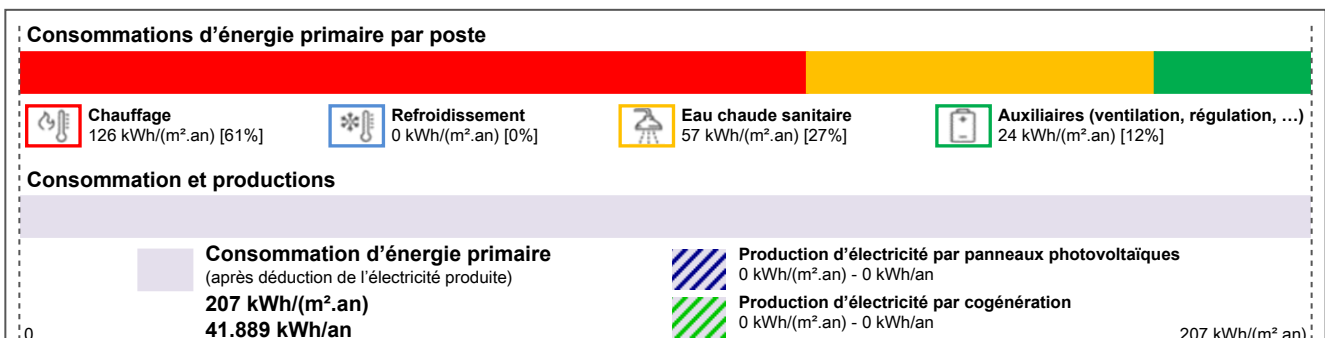 Consommations d'énergie primaire par poste
Chauffage
126 kWh/(m².an) [61%]
Refroidissement
0 kWh/(m².an) [0%]
Eau chaude sanitaire
57 kWh/(m².an) [27%]
Auxiliaires (ventilation, régulation, …)
24 kWh/(m².an) [12%]
Consommation et productions
Consommation d'énergie primaire
(après déduction de l'électricité produite)
207 kWh/(m².an)
41.889 kWh/an
Production d'électricité par panneaux photovoltaïques
0 kWh/(m².an) - 0 kWh/an
Production d'électricité par cogénération
0 kWh/(m².an) - 0 kWh/an
0
207 kWh/(m².an)